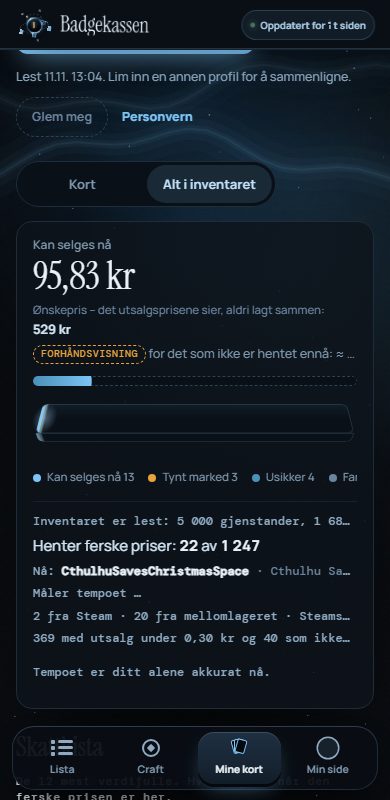 Badgekassen
Oppdatert for 1 t siden
Lest 11.11. 13:04. Lim inn en annen profil for å sammenligne.
Glem meg
Personvern
Kort
Alt i inventaret
Kan selges nå
95,83 kr
Ønskepris – det utsalgsprisene sier, aldri lagt sammen:
529 kr
FORHÅNDSVISNING for det som ikke er hentet ennå: ≈ …
Kan selges nå 13 Tynt marked 3 Usikker 4
Inventaret er lest: 5 000 gjenstander, 1 68…
Henter ferske priser: 22 av 1 247
Nå: CthulhuSavesChristmasSpace · Cthulhu Sa…
Måler tempoet …
2 fra Steam · 20 fra mellomlageret · Steams…
369 med utsalg under 0,30 kr og 40 som ikke…
Tempoet er ditt alene akkurat nå.
Lista
Craft
Mine kort
Min side
ferske prisen er her.